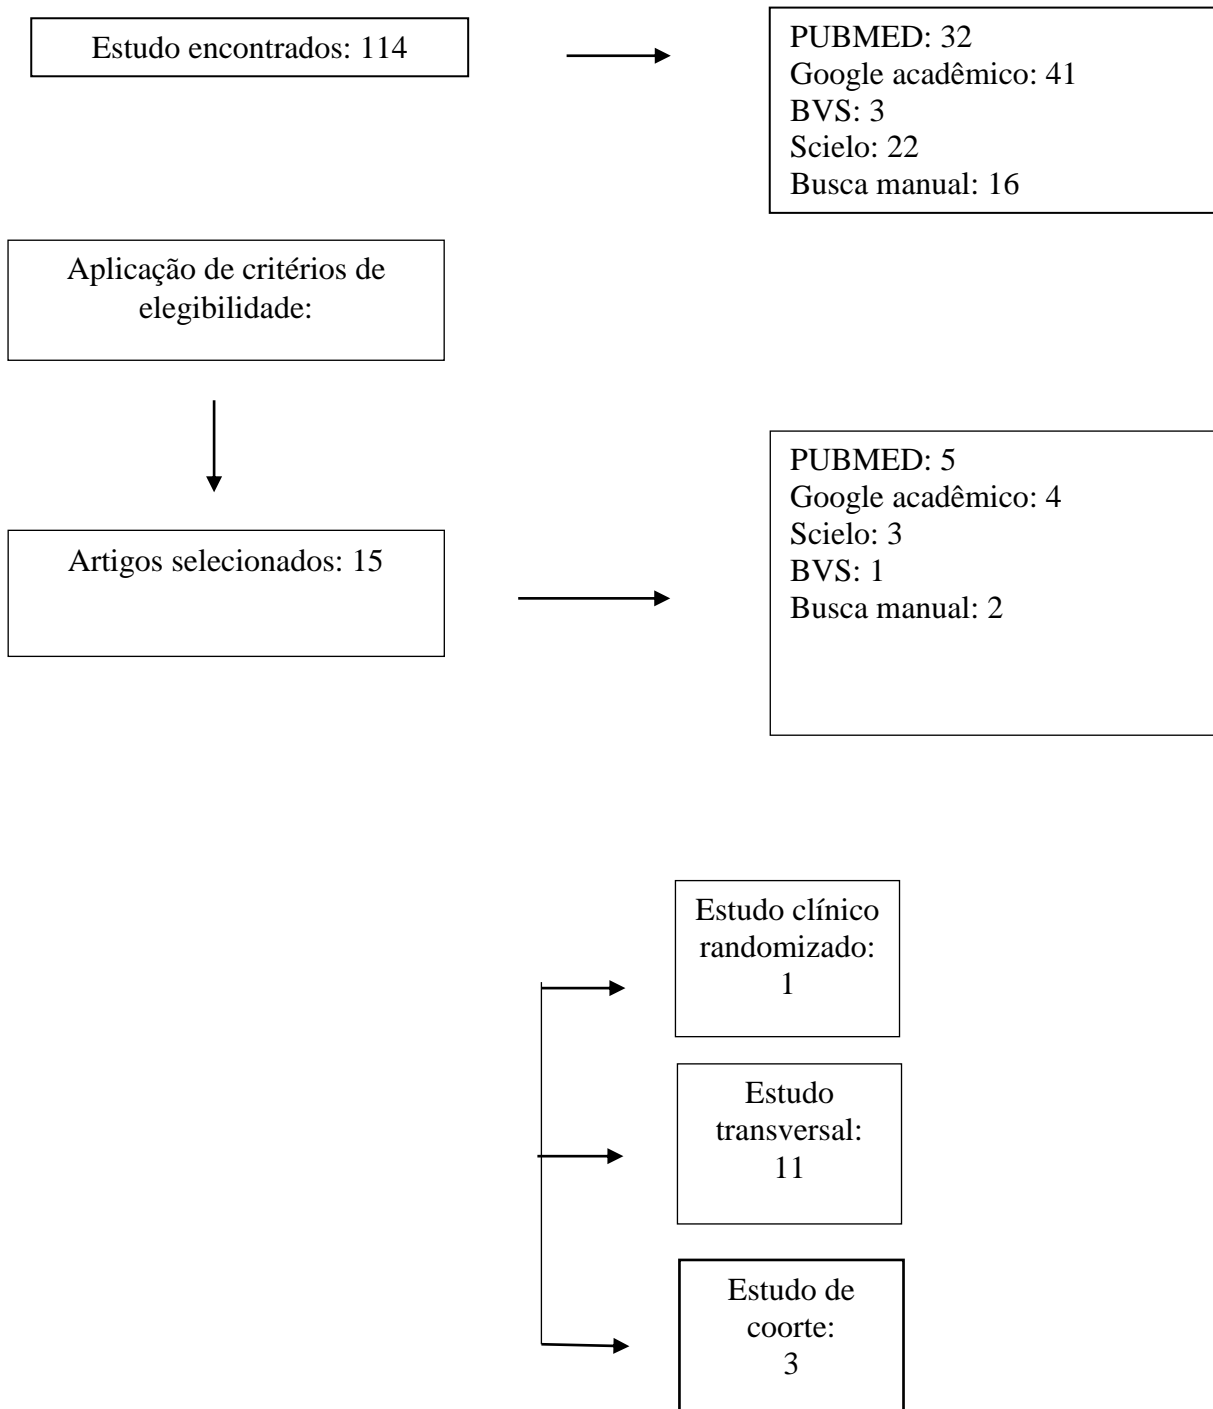 Estudo encontrados: 114
PUBMED: 32
Google acadêmico: 41
BVS: 3
Scielo: 22
Busca manual: 16
Aplicação de critérios de
elegibilidade:
Artigos selecionados: 15
PUBMED: 5
Google acadêmico: 4
Scielo: 3
BVS: 1
Busca manual: 2
Estudo clínico
randomizado:
1
Estudo
transversal:
11
Estudo de
coorte:
3